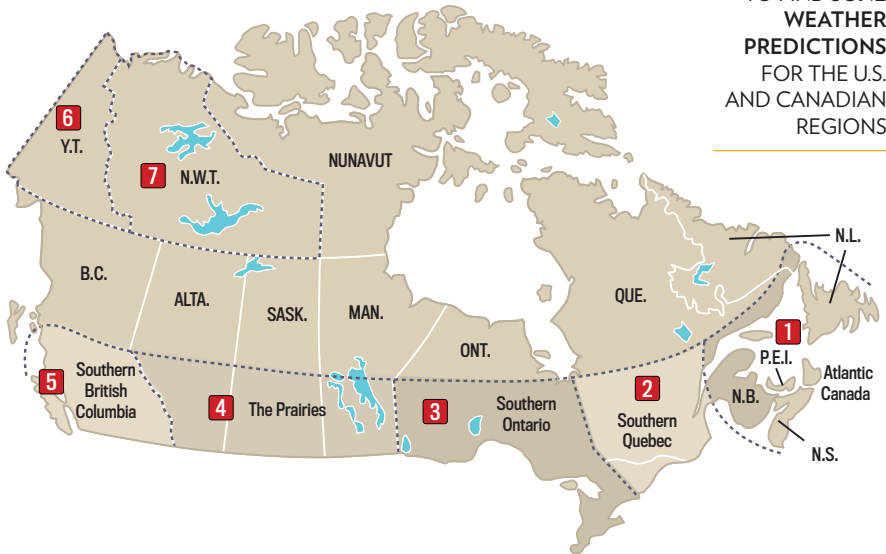 WEATHER
PREDICTIONS
FOR THE U.S.
AND CANADIAN
REGIONS
6
Y.T.
7
N.W.T.
NUNAVUT
N.L.
B.C.
ALTA.
SASK.
MAN.
ONT.
QUE.
1
P.E.I.
Atlantic
Canada
N.B.
N.S.
5
Southern
British
Columbia
4
The Prairies
3
Southern
Ontario
2
Southern
Quebec